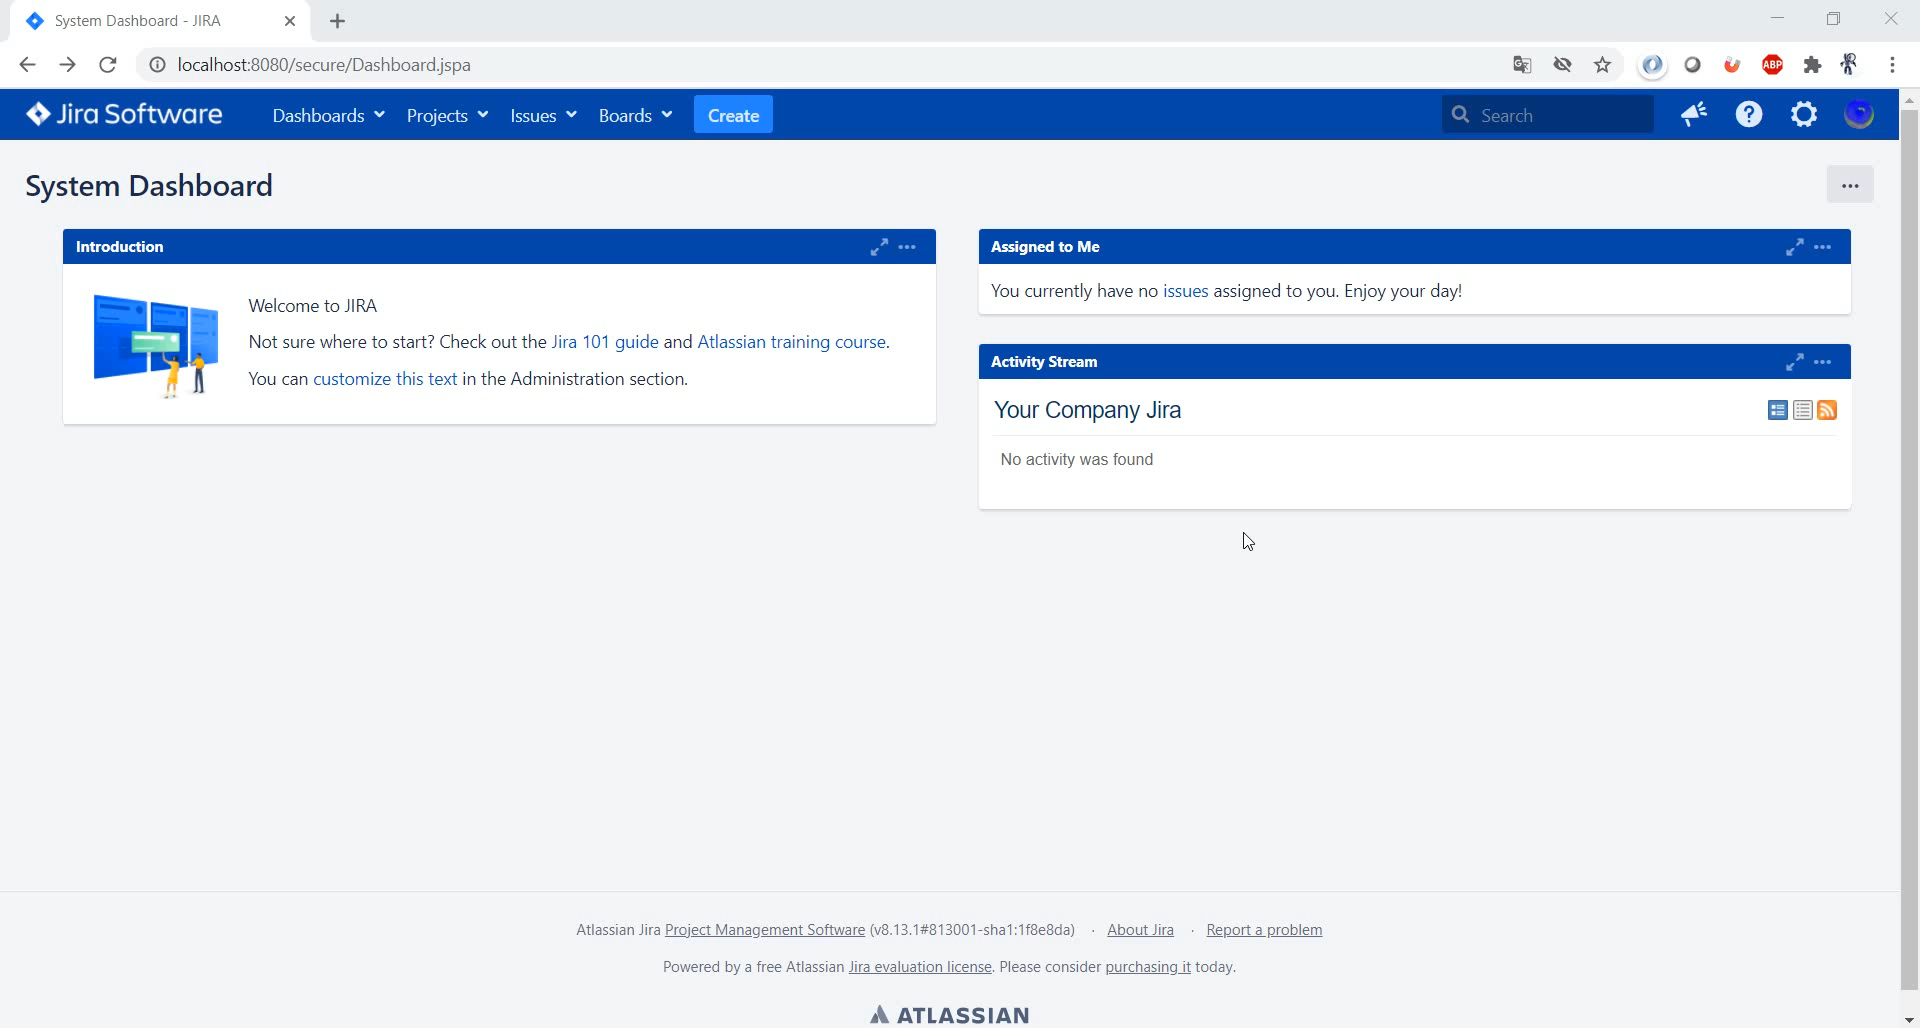 System Dashboard - JIRA
localhost:8080/secure/Dashboard.jspa
ABP
Jira Software Dashboards Projects Issues Boards Create Search
System Dashboard
Introduction
Welcome to JIRA
Not sure where to start? Check out the Jira 101 guide and Atlassian training course.
You can customize this text in the Administration section.
Assigned to Me
You currently have no issues assigned to you. Enjoy your day!
Activity Stream
Your Company Jira
No activity was found
Atlassian Jira Project Management Software (v8.13.1#813001-sha1:1f8e8da) · About Jira · Report a problem
Powered by a free Atlassian Jira evaluation license. Please consider purchasing it today.
ATLASSIAN